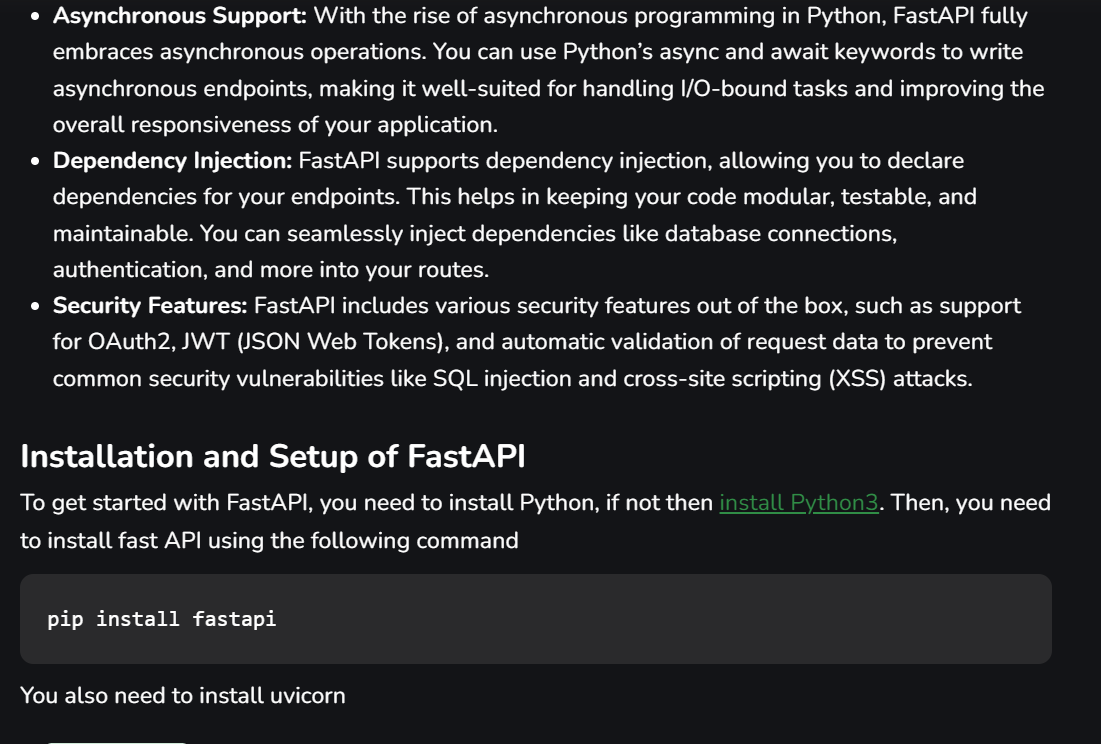 • Asynchronous Support: With the rise of asynchronous programming in Python, FastAPI fully
embraces asynchronous operations. You can use Python’s async and await keywords to write
asynchronous endpoints, making it well-suited for handling I/O-bound tasks and improving the
overall responsiveness of your application.
• Dependency Injection: FastAPI supports dependency injection, allowing you to declare
dependencies for your endpoints. This helps in keeping your code modular, testable, and
maintainable. You can seamlessly inject dependencies like database connections,
authentication, and more into your routes.
• Security Features: FastAPI includes various security features out of the box, such as support
for OAuth2, JWT (JSON Web Tokens), and automatic validation of request data to prevent
common security vulnerabilities like SQL injection and cross-site scripting (XSS) attacks.
Installation and Setup of FastAPI
To get started with FastAPI, you need to install Python, if not then install Python3. Then, you need
to install fast API using the following command
pip install fastapi
You also need to install uvicorn